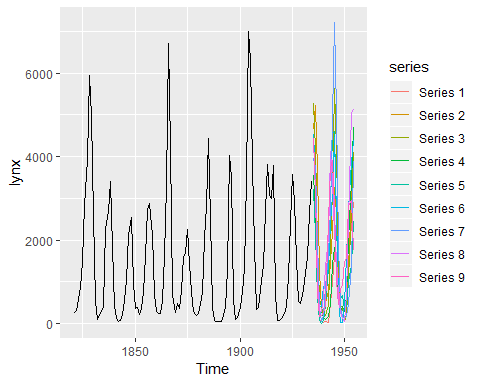 lynx
6000
4000
2000
0
1850
1900
1950
Time
series
Series 1
Series 2
Series 3
Series 4
Series 5
Series 6
Series 7
Series 8
Series 9